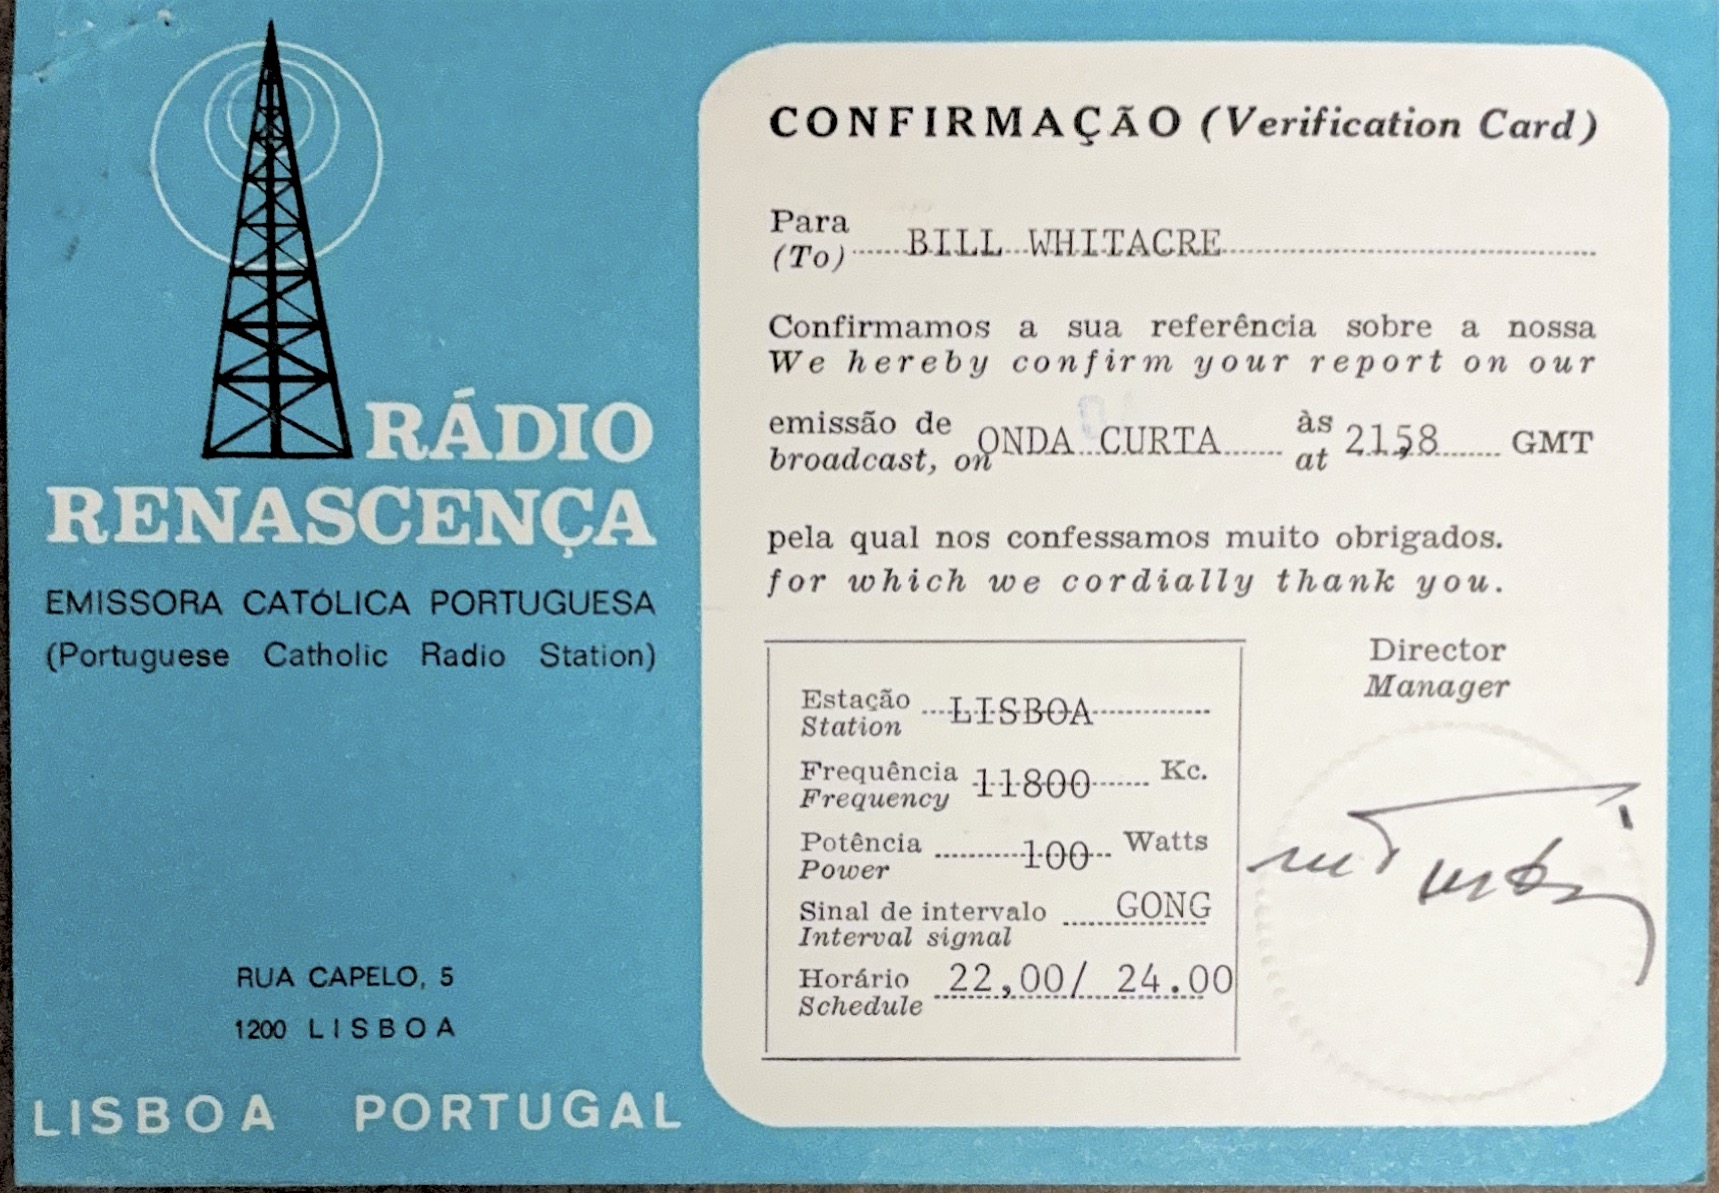 RÁDIO
RENASCENÇA
EMISSORA CATÓLICA PORTUGUESA
(Portuguese Catholic Radio Station)
RUA CAPELO, 5
1200 LISBOA
LISBOA PORTUGAL
CONFIRMAÇÃO (Verification Card)
Para
(To) BILL WHITACRE
Confirmamos a sua referência sobre a nossa
We hereby confirm your report on our
emissão de ONDA CURTA às 21,58 GMT
broadcast, on at
pela qual nos confessamos muito obrigados.
for which we cordially thank you.
Director
Manager
Estação LISBOA
Station
Frequência 11800 Kc.
Frequency
Potência 100 Watts
Power
Sinal de intervalo GONG
Interval signal
Horário 22,00/ 24.00
Schedule